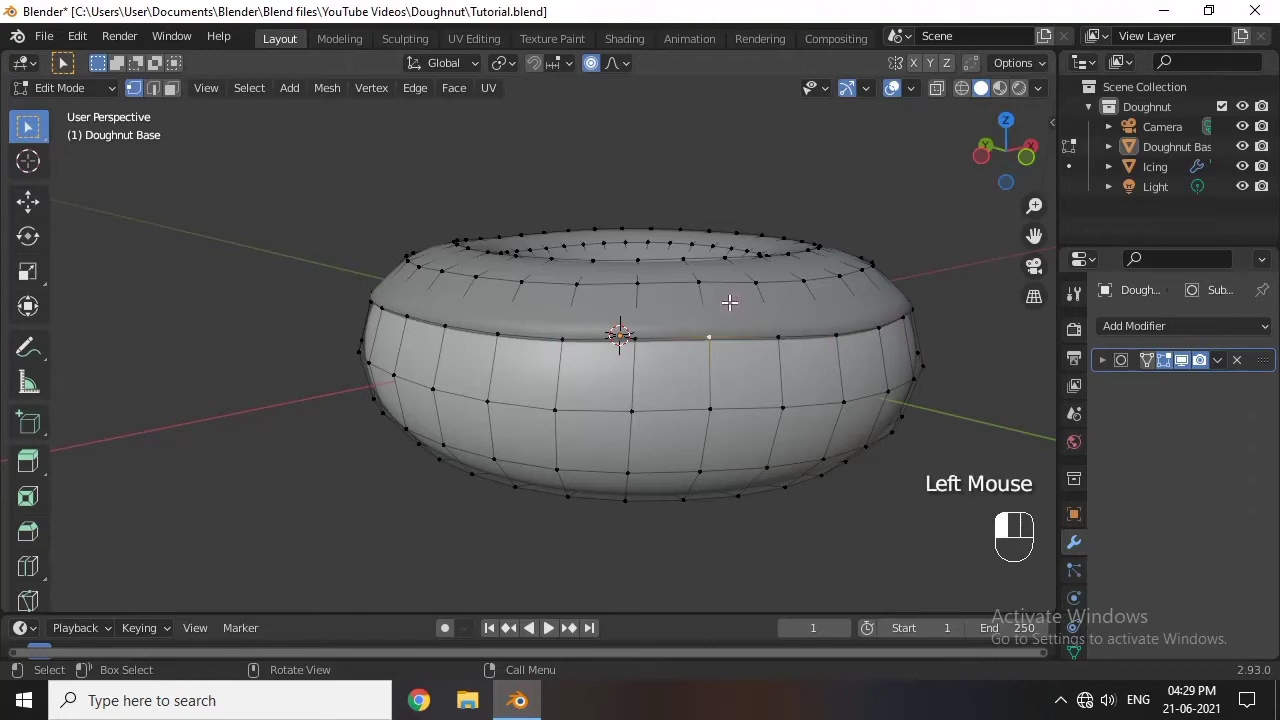 Blender* [C:\Users\User\Documents\Blender\Blend files\YouTube Videos\Doughnut\Tutorial.blend]
File Edit Render Window Help Layout Modeling Sculpting UV Editing Texture Paint Shading Animation Rendering Compositing Scene View Layer
Global X Y Z Options
Edit Mode View Select Add Mesh Vertex Edge Face UV
User Perspective
(1) Doughnut Base
Z
Y
X
Scene Collection
Doughnut
Camera
Doughnut Bas
Icing
Light
Dough... Sub...
Add Modifier
Left Mouse
Activate Windows
Go to Settings to activate Windows.
Playback Keying View Marker 1 Start 1 End 250
Select Box Select Rotate View Call Menu 2.93.0
Type here to search
ENG
04:29 PM
21-06-2021